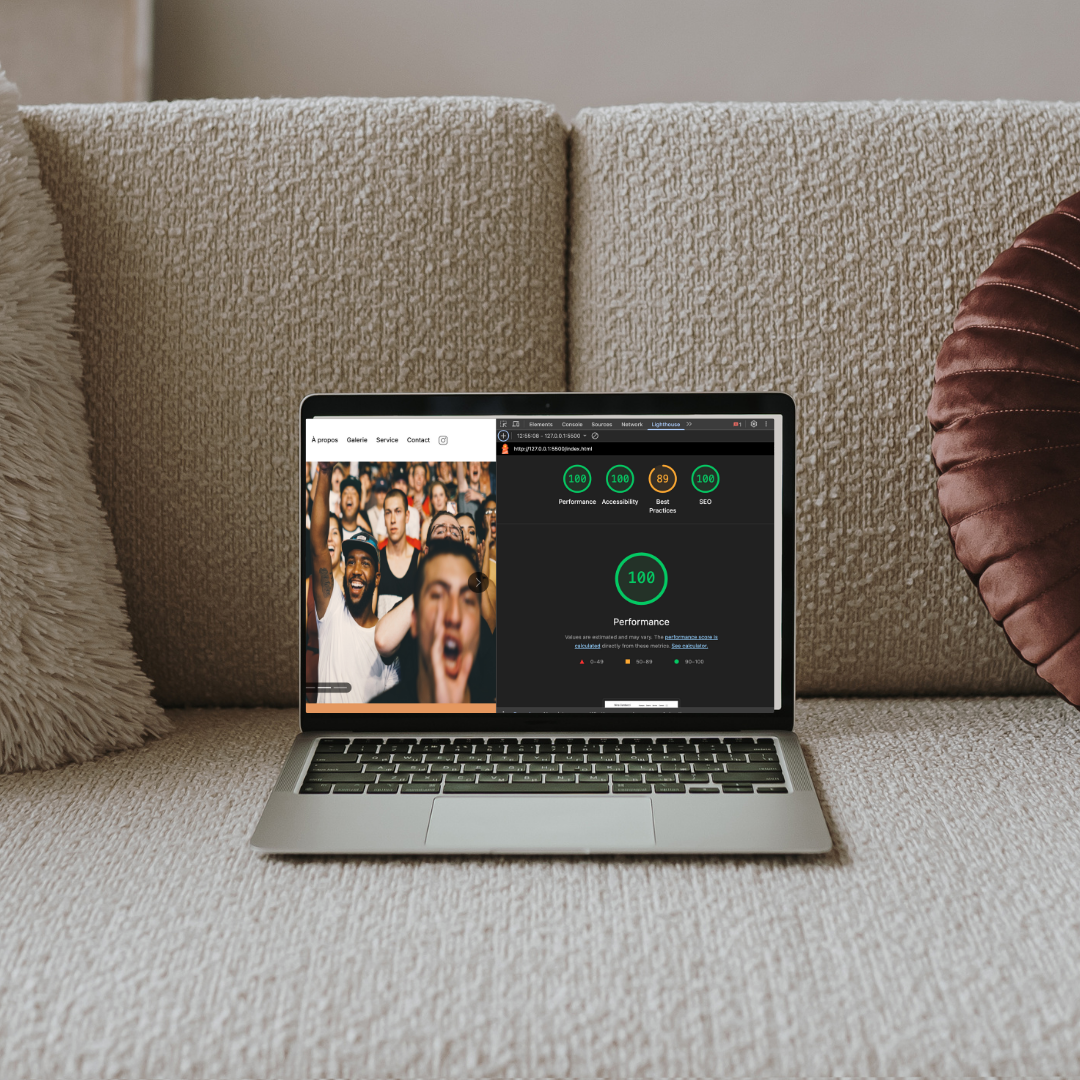 À propos Galerie Service Contact
Elements Console Sources Network Lighthouse
12:55:08 - 127.0.0.1:5500
http://127.0.0.1:5500/index.html
100 100 89 100
Performance Accessibility Best Practices SEO
100
Performance
Values are estimated and may vary. The performance score is
calculated directly from these metrics. See calculator.
0–49 50–89 90–100